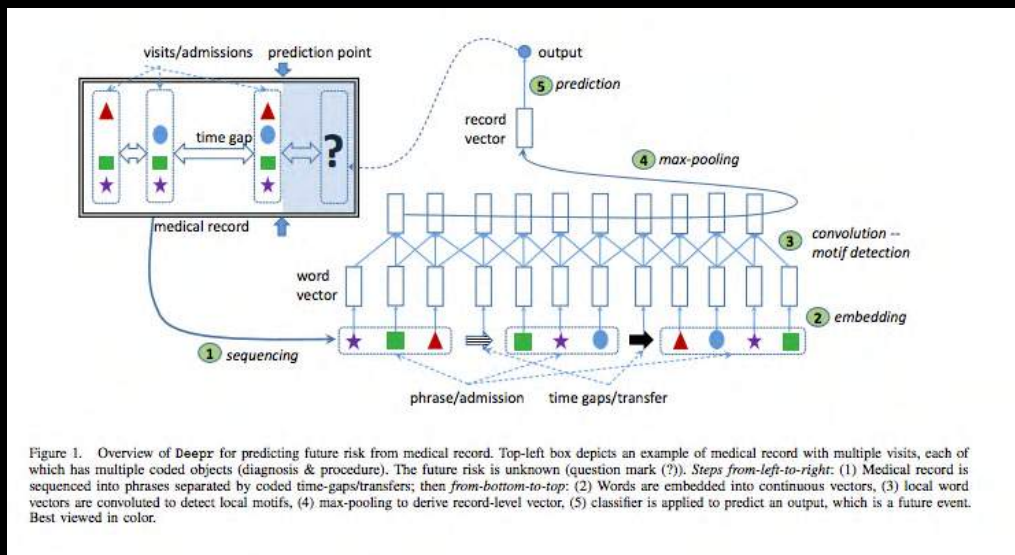 visits/admissions prediction point
output
5 prediction
record
vector
time gap
?
4 max-pooling
medical record
3 convolution --
motif detection
word
vector
2 embedding
1 sequencing
phrase/admission time gaps/transfer
Figure 1. Overview of Deepr for predicting future risk from medical record. Top-left box depicts an example of medical record with multiple visits, each of
which has multiple coded objects (diagnosis & procedure). The future risk is unknown (question mark (?)). Steps from-left-to-right: (1) Medical record is
sequenced into phrases separated by coded time-gaps/transfers; then from-bottom-to-top: (2) Words are embedded into continuous vectors, (3) local word
vectors are convoluted to detect local motifs, (4) max-pooling to derive record-level vector, (5) classifier is applied to predict an output, which is a future event.
Best viewed in color.